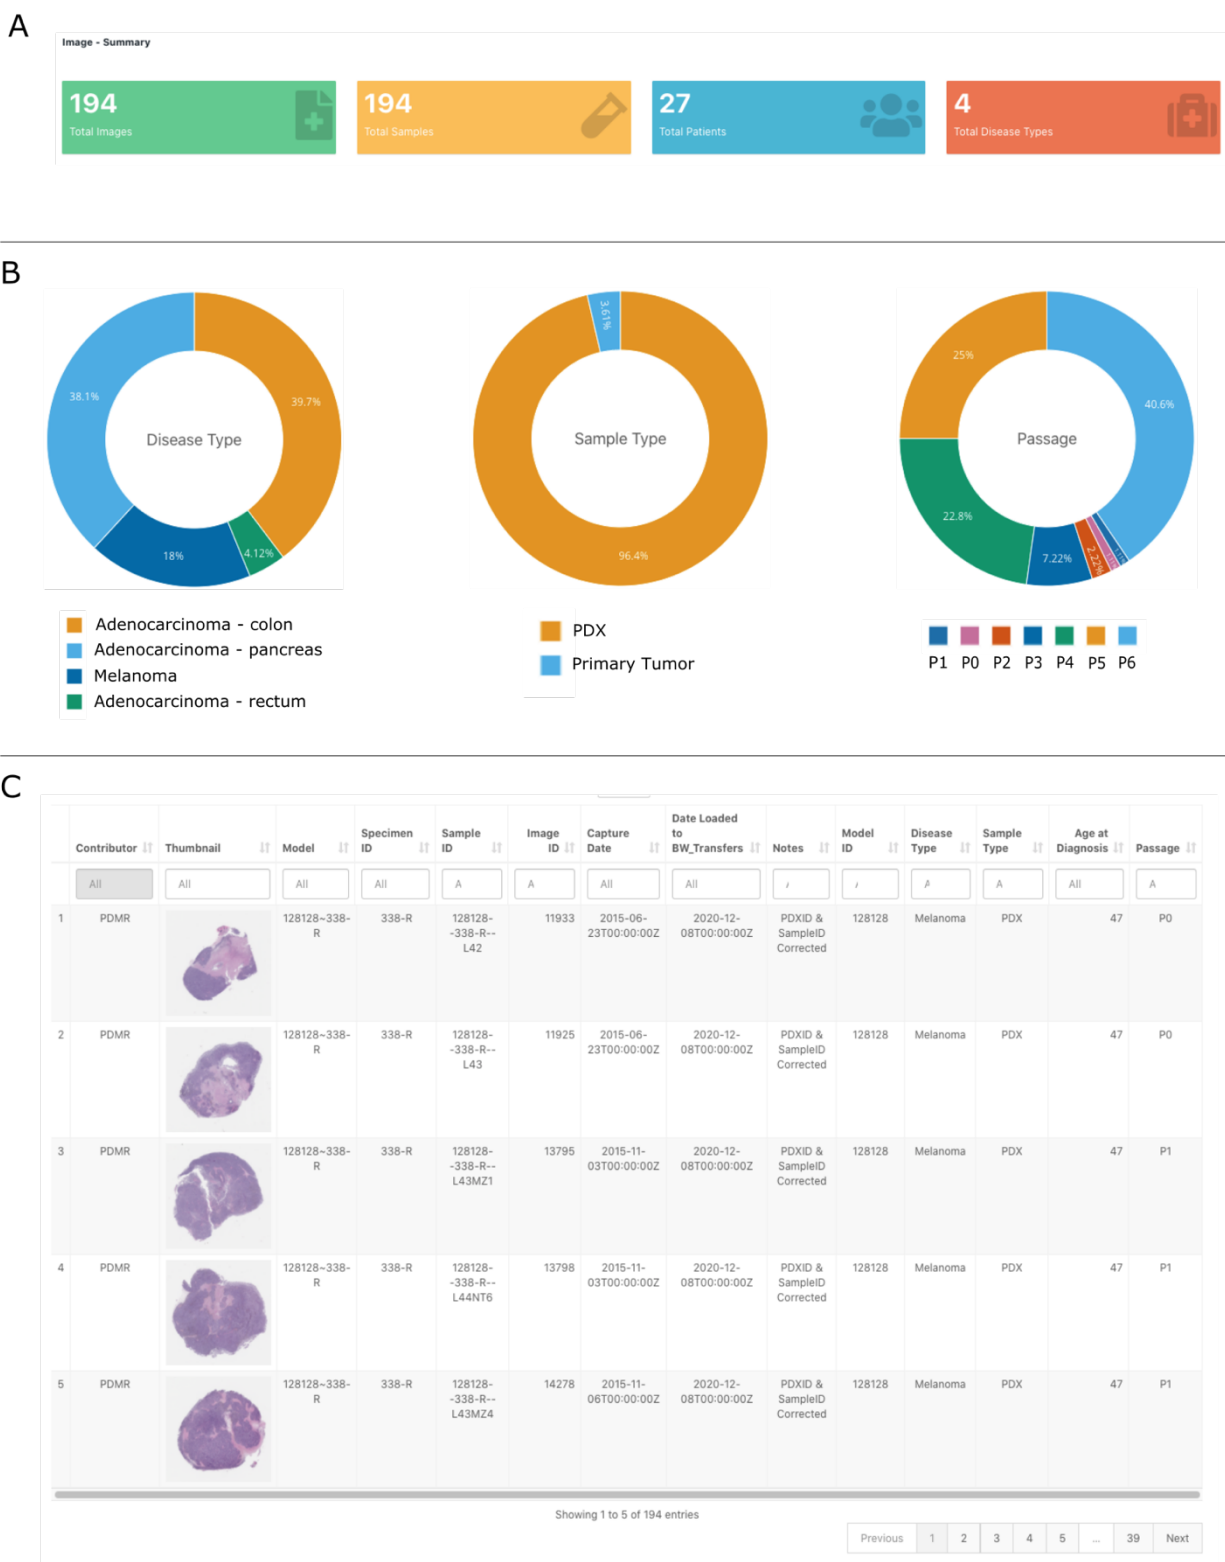 A
Image - Summary
194
Total Images
194
Total Samples
27
Total Patients
4
Total Disease Types
B
38.1%
39.7%
Disease Type
18%
4.12%
Adenocarcinoma - colon
Adenocarcinoma - pancreas
Melanoma
Adenocarcinoma - rectum
3.61%
Sample Type
96.4%
PDX
Primary Tumor
25%
40.6%
Passage
22.8%
7.22%
2.22%
P1 P0 P2 P3 P4 P5 P6
C
Contributor Thumbnail Model Specimen ID Sample ID Image ID Capture Date Date Loaded to BW_Transfers Notes Model ID Disease Type Sample Type Age at Diagnosis Passage
All All All All A A All All A A All A
1 PDMR 128128~338-R 338-R 128128--338-R--L42 11933 2015-06-23T00:00:00Z 2020-12-08T00:00:00Z PDXID & SampleID Corrected 128128 Melanoma PDX 47 P0
2 PDMR 128128~338-R 338-R 128128--338-R--L43 11925 2015-06-23T00:00:00Z 2020-12-08T00:00:00Z PDXID & SampleID Corrected 128128 Melanoma PDX 47 P0
3 PDMR 128128~338-R 338-R 128128--338-R--L43MZ1 13795 2015-11-03T00:00:00Z 2020-12-08T00:00:00Z PDXID & SampleID Corrected 128128 Melanoma PDX 47 P1
4 PDMR 128128~338-R 338-R 128128--338-R--L44NT6 13798 2015-11-03T00:00:00Z 2020-12-08T00:00:00Z PDXID & SampleID Corrected 128128 Melanoma PDX 47 P1
5 PDMR 128128~338-R 338-R 128128--338-R--L43MZ4 14278 2015-11-06T00:00:00Z 2020-12-08T00:00:00Z PDXID & SampleID Corrected 128128 Melanoma PDX 47 P1
Showing 1 to 5 of 194 entries
Previous 1 2 3 4 5 ... 39 Next